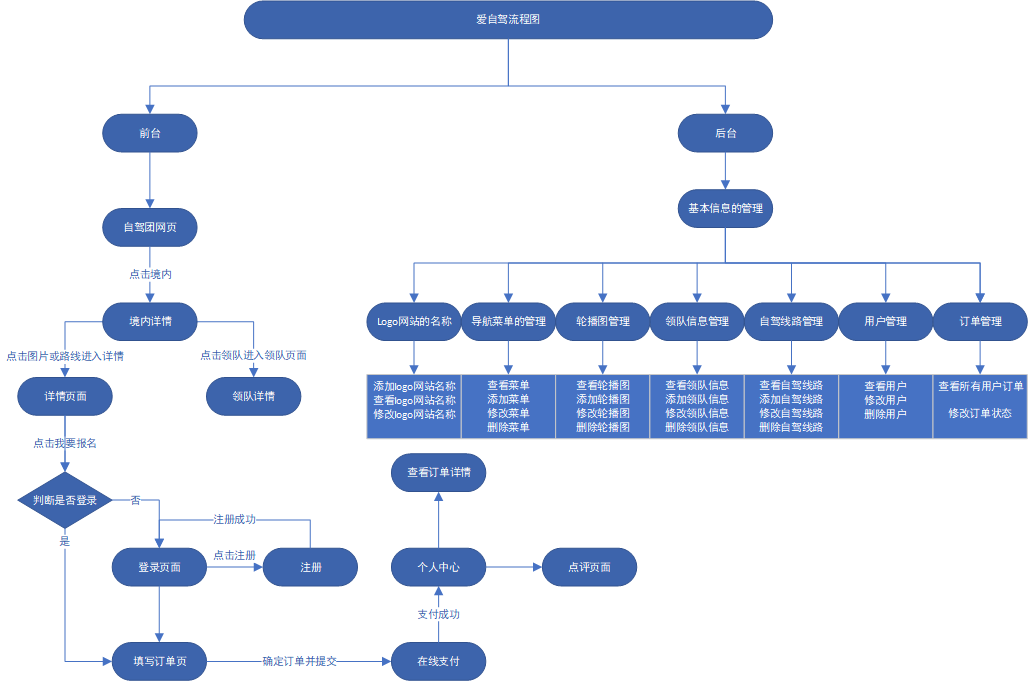 爱自驾流程图
前台
后台
自驾团网页
基本信息的管理
点击境内
境内详情
Logo网站的名称
导航菜单的管理
轮播图管理
领队信息管理
自驾线路管理
用户管理
订单管理
点击图片或路线进入详情
点击领队进入领队页面
详情页面
领队详情
添加logo网站名称
查看logo网站名称
修改logo网站名称
查看菜单
添加菜单
修改菜单
删除菜单
查看轮播图
添加轮播图
修改轮播图
删除轮播图
查看领队信息
添加领队信息
修改领队信息
删除领队信息
查看自驾线路
添加自驾线路
修改自驾线路
删除自驾线路
查看用户
修改用户
删除用户
查看所有用户订单
修改订单状态
点击我要报名
查看订单详情
判断是否登录
否
注册成功
是
登录页面
点击注册
注册
个人中心
点评页面
支付成功
填写订单页
确定订单并提交
在线支付